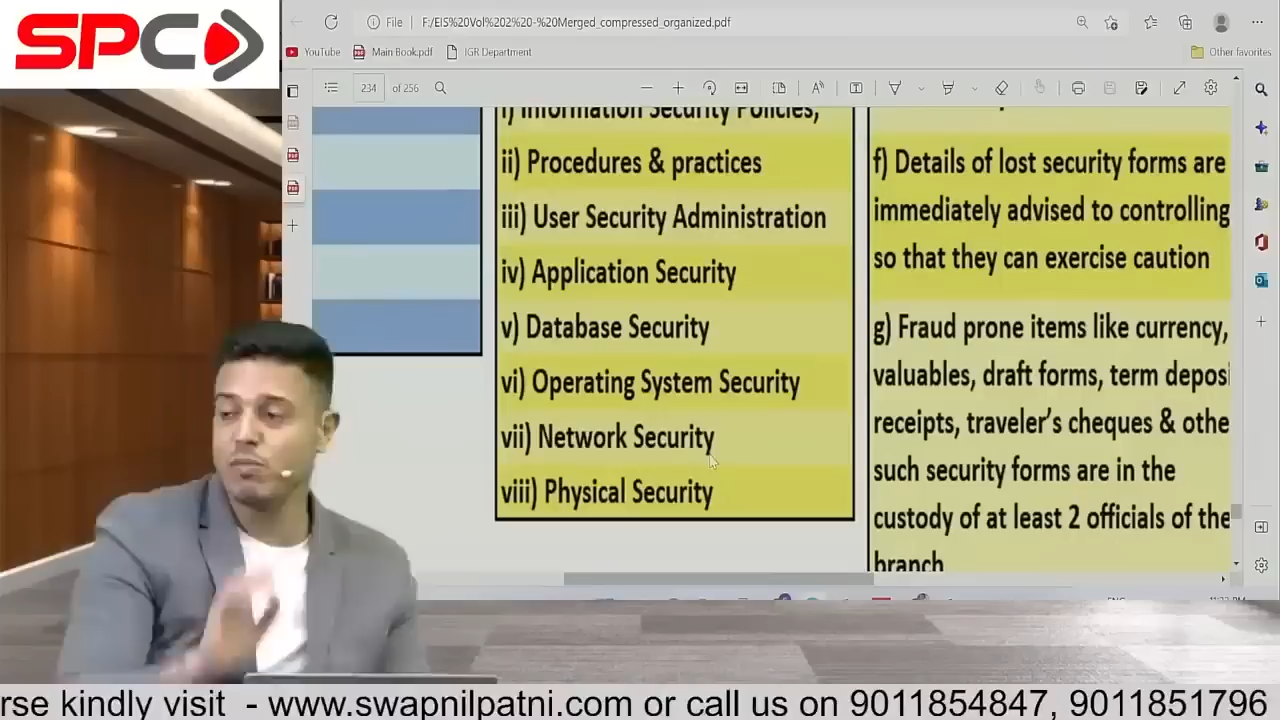 SPC
File
F:/EIS%20Vol%202%20-%20Merged_compressed_organized.pdf
YouTube
Main Book.pdf
IGR Department
Other favorites
234 of 256
i) Information Security Policies,
ii) Procedures & practices
iii) User Security Administration
iv) Application Security
v) Database Security
vi) Operating System Security
vii) Network Security
viii) Physical Security
f) Details of lost security forms are
immediately advised to controlling
so that they can exercise caution
g) Fraud prone items like currency,
valuables, draft forms, term deposi
receipts, traveler's cheques & othe
such security forms are in the
custody of at least 2 officials of the
branch
rse kindly visit - www.swapnilpatni.com or call us on 9011854847, 9011851796